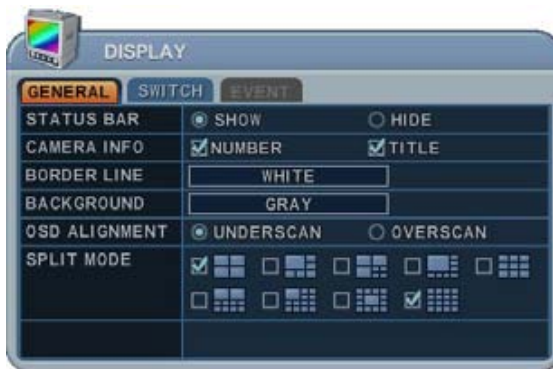 DISPLAY
GENERAL SWITCH EVENT
STATUS BAR SHOW HIDE
CAMERA INFO NUMBER TITLE
BORDER LINE WHITE
BACKGROUND GRAY
OSD ALIGNMENT UNDERSCAN OVERSCAN
SPLIT MODE